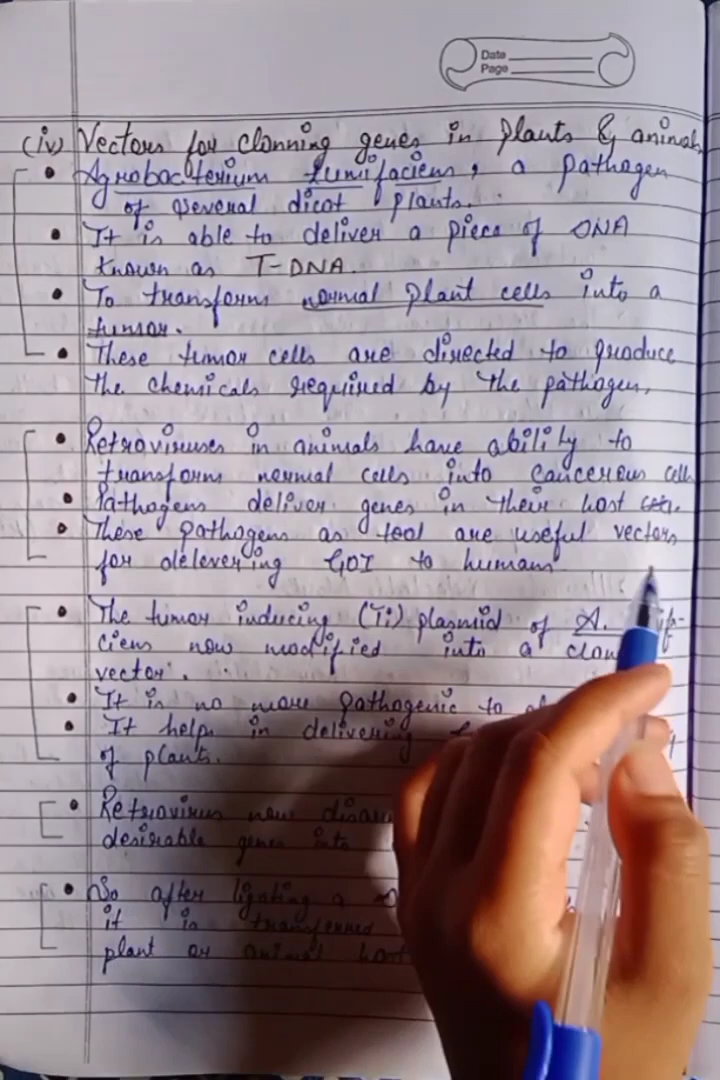 Date
Page
(iv) Vectors for clonning genes in plants & animals
• Agrobacterium tumifaciens, a pathogen
of several dicot plants.
• It is able to deliver a piece of DNA
known as T-DNA.
• To transform normal plant cells into a
tumor.
• These tumor cells are directed to produce
the chemicals required by the pathogen.
• Retroviruses in animals have ability to
transform normal cells into cancerous cell
• Pathogens deliver genes in their host
• These pathogens as tool are useful vectors
for delevering GOI to humans
• The tumor inducing (Ti) plasmid of A.
ciens now modified into a
vector.
• It is no more pathogenic to
• It help in delivering
of plants.
• Retrovirus now
desirable genes into
• So after ligating a
it is transferred
plant or animal host